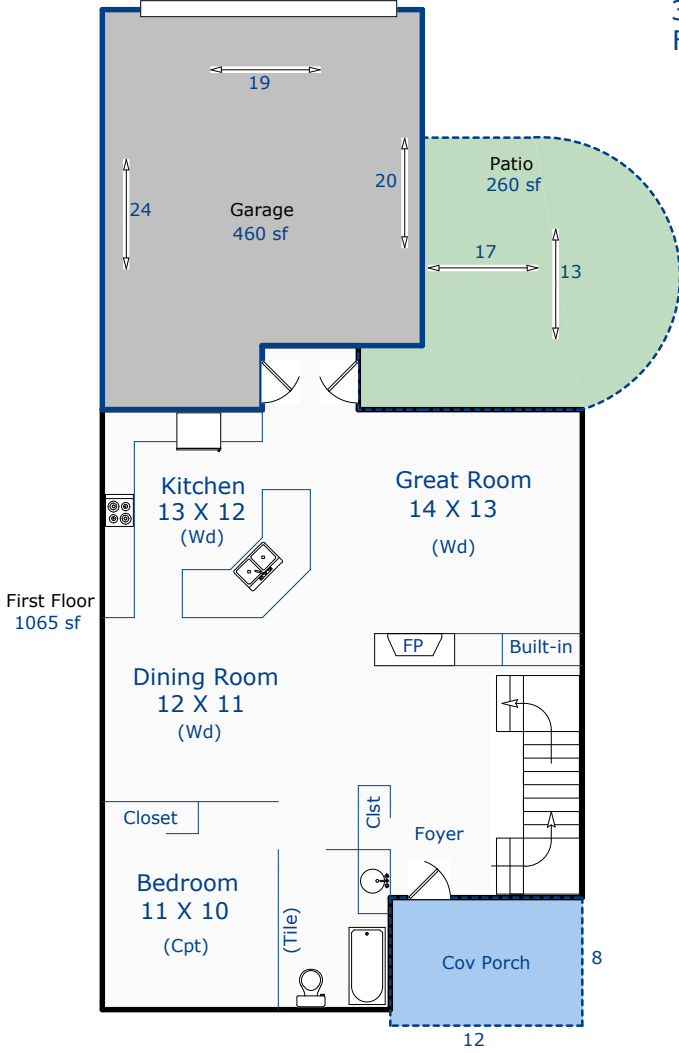 19
24
20
Garage
460 sf
Patio
260 sf
17
13
Kitchen
13 X 12
(Wd)
Great Room
14 X 13
(Wd)
First Floor
1065 sf
FP
Built-in
Dining Room
12 X 11
(Wd)
Closet
Clst
Foyer
Bedroom
11 X 10
(Cpt)
(Tile)
Cov Porch
8
12